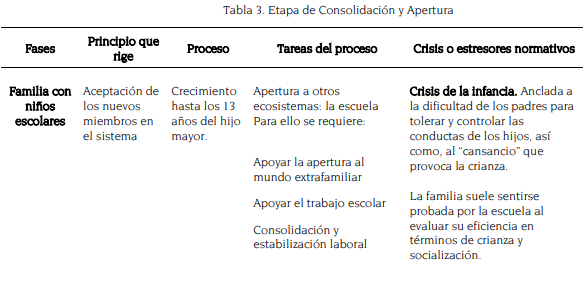 Tabla 3. Etapa de Consolidación y Apertura
Fases
Principio que
rige
Proceso
Tareas del proceso
Crisis o estresores normativos
Familia con
niños
escolares
Aceptación de
los nuevos
miembros en
el sistema
Crecimiento
hasta los 13
años del hijo
mayor.
Apertura a otros
ecosistemas: la escuela
Para ello se requiere:
Apoyar la apertura al
mundo extrafamiliar
Apoyar el trabajo escolar
Consolidación y
estabilización laboral
Crisis de la infancia. Anclada a
la dificultad de los padres para
tolerar y controlar las
conductas de los hijos, así
como, al “cansancio” que
provoca la crianza.
La familia suele sentirse
probada por la escuela al
evaluar su eficiencia en
términos de crianza y
socialización.